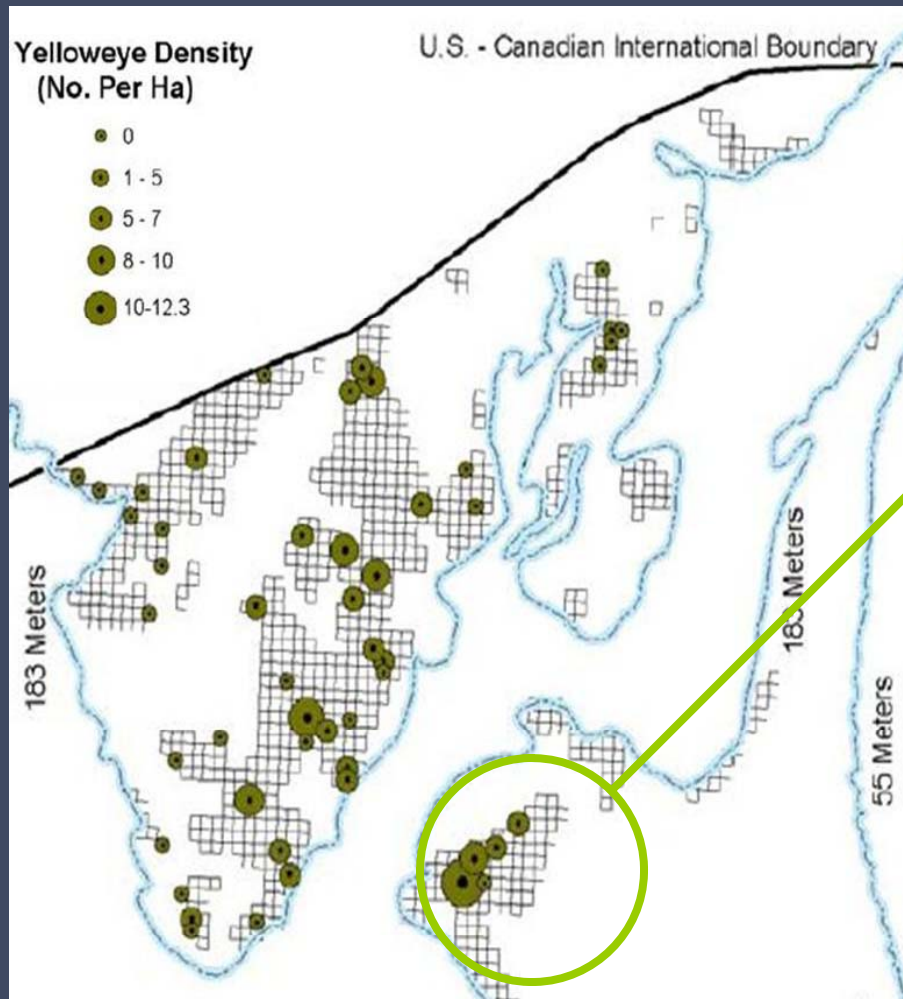 U.S. - Canadian International Boundary
Yelloweye Density
(No. Per Ha)
0
1 - 5
5 - 7
8 - 10
10-12.3
183 Meters
183 Meters
55 Meters